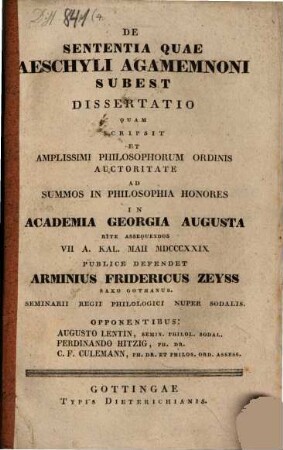 DE
SENTENTIA QUAE
AESCHYLI AGAMEMNONI
SUBEST
DISSERTATIO
QUAM
SCRIPSIT
ET
AMPLISSIMI PHILOSOPHORUM ORDINIS
AUCTORITATE
AD
SUMMOS IN PHILOSOPHIA HONORES
IN
ACADEMIA GEORGIA AUGUSTA
RITE ASSEQUENDOS
VII A. KAL. MAII MDCCCXXIX
PUBLICE DEFENDET
ARMINIUS FRIDERICUS ZEYSS
SAXO GOTHANUS.
SEMINARII REGII PHILOLOGICI NUPER SODALIS.
OPPONENTIBUS:
AUGUSTO LENTIN, SEMIN. PHILOL. SODAL.
FERDINANDO HITZIG, PH. DR.
C. F. CULEMANN, PH. DR. ET PHILOS. ORD. ASSESS.
GOTTINGAE
TYPIS DIETERICHIANIS.